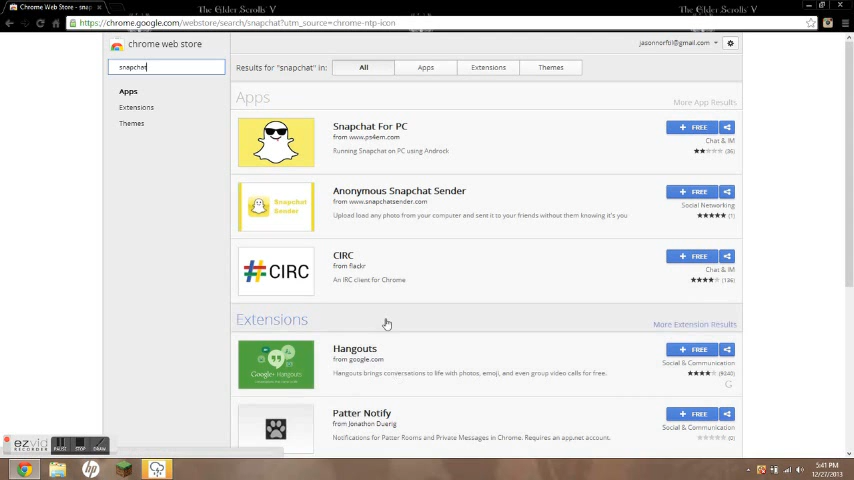 Chrome Web Store - snap
The Elder Scrolls V
The Elder Scrolls V
https://chrome.google.com/webstore/search/snapchat?utm_source=chrome-ntp-icon
chrome web store
jasonnorfol@gmail.com
snapchat
Results for "snapchat" in:
All
Apps
Extensions
Themes
Apps
Extensions
Themes
Apps
More App Results
Snapchat For PC
from www.ps4em.com
Running Snapchat on PC using Androck
FREE
Chat & IM
(36)
Snapchat
Sender
Anonymous Snapchat Sender
from www.snapchatsender.com
Upload load any photo from your computer and sent it to your friends without them knowing it's you
FREE
Social Networking
(1)
#CIRC
CIRC
from flackr
An IRC client for Chrome
FREE
Chat & IM
(136)
Extensions
More Extension Results
Google+ Hangouts
Hangouts
from google.com
Hangouts brings conversations to life with photos, emoji, and even group video calls for free.
FREE
Social & Communication
(9340)
G
Patter Notify
from Jonathon Duerig
Notifications for Patter Rooms and Private Messages in Chrome. Requires an app.net account.
FREE
Social & Communication
(0)
ezvid
RECORDER
PAUSE
STOP
DRAW
hp
5:41 PM
12/27/2013